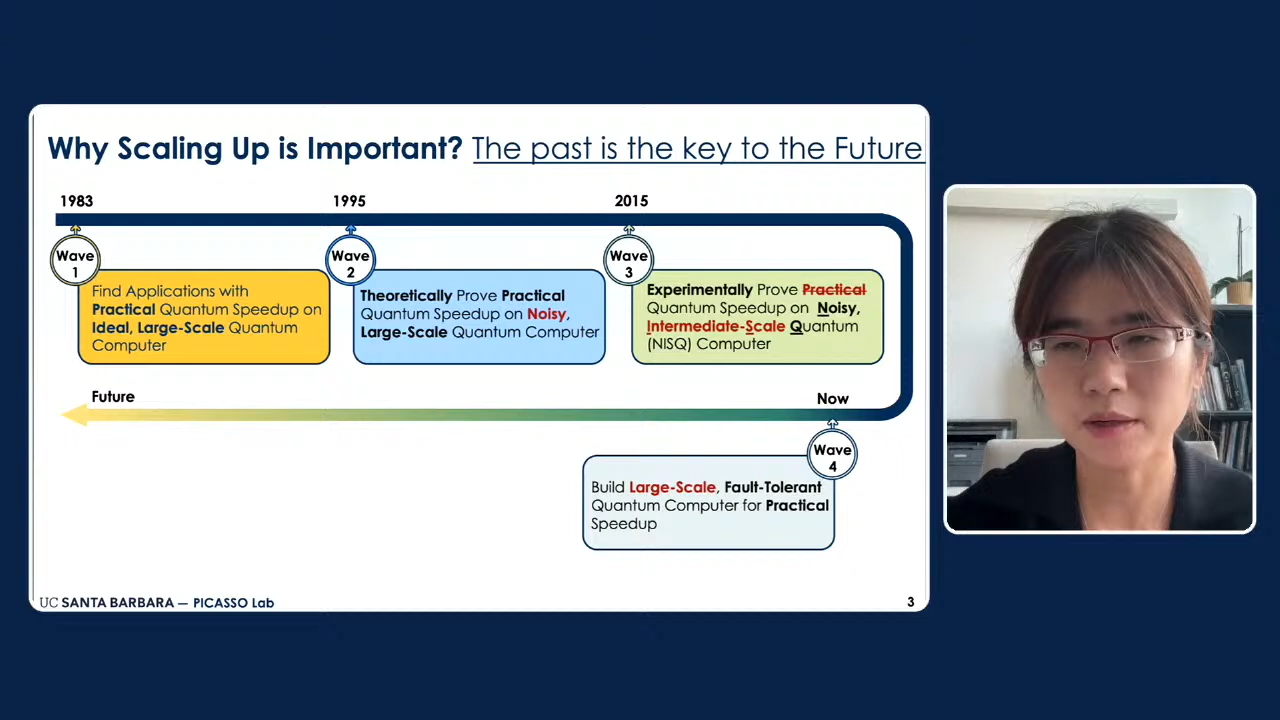 Why Scaling Up is Important? The past is the key to the Future
1983
1995
2015
Wave
1
Find Applications with
Practical Quantum Speedup on
Ideal, Large-Scale Quantum
Computer
Wave
2
Theoretically Prove Practical
Quantum Speedup on Noisy,
Large-Scale Quantum Computer
Wave
3
Experimentally Prove Practical
Quantum Speedup on Noisy,
Intermediate-Scale Quantum
(NISQ) Computer
Future
Now
Wave
4
Build Large-Scale, Fault-Tolerant
Quantum Computer for Practical
Speedup
UC SANTA BARBARA — PICASSO Lab
3